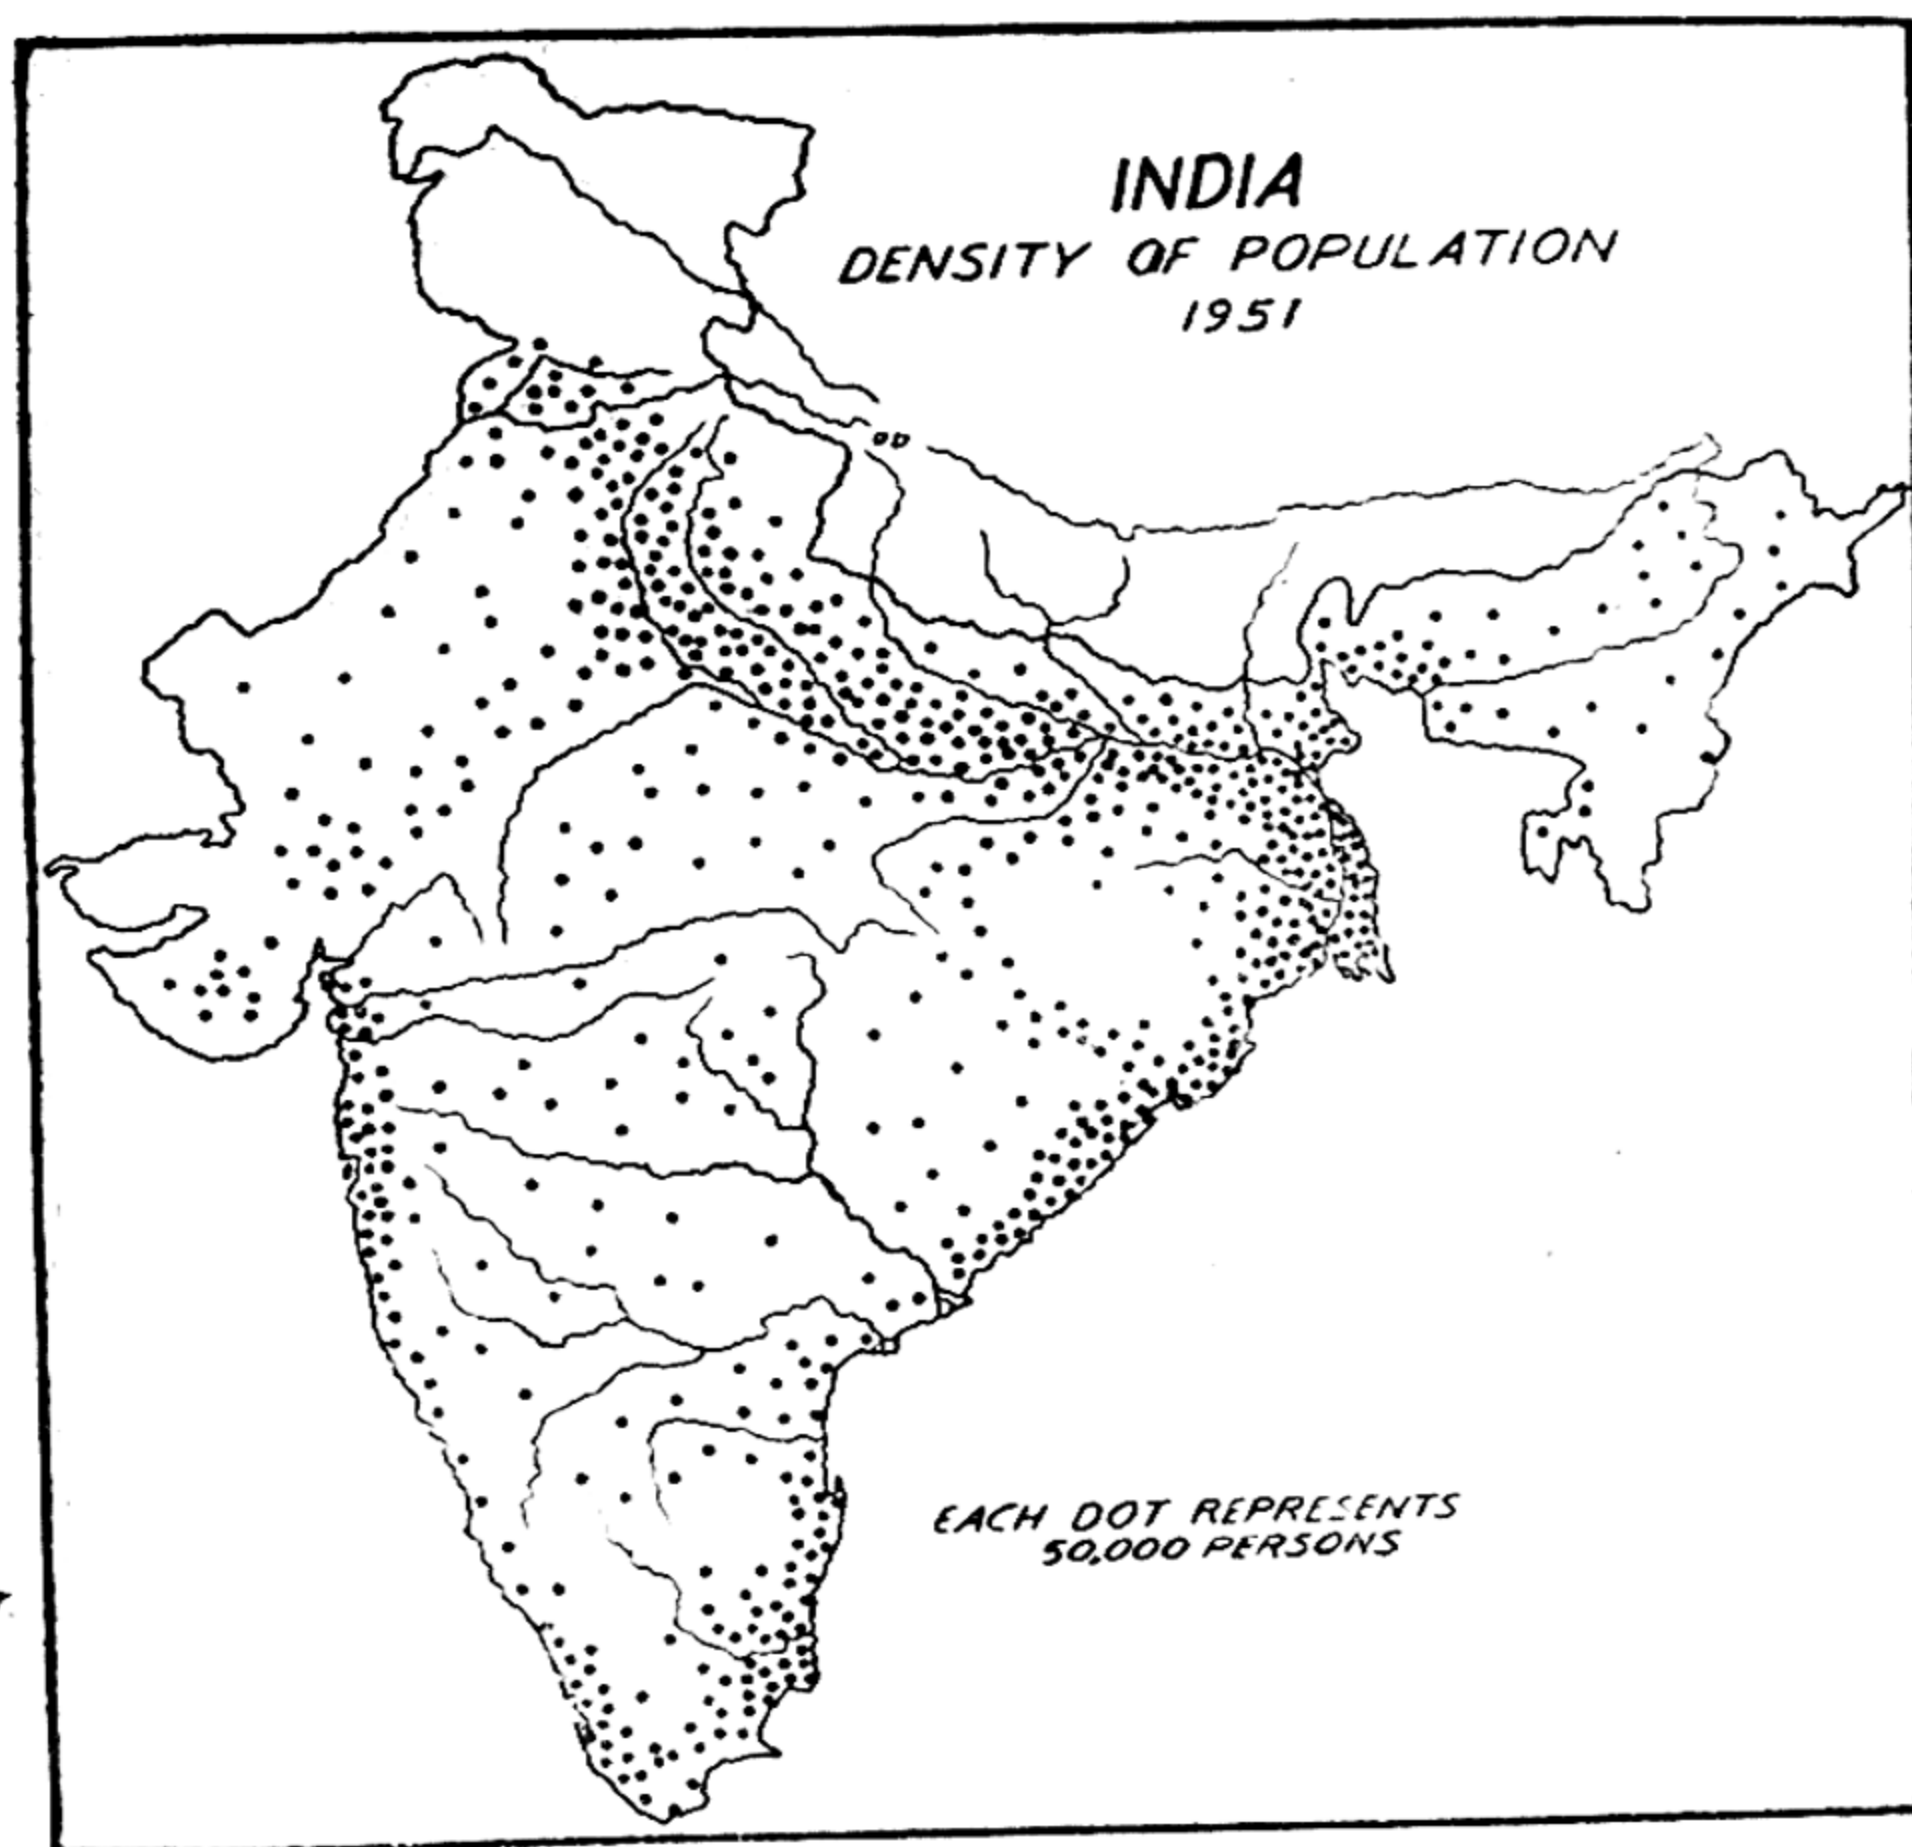 INDIA
DENSITY OF POPULATION
1951
EACH DOT REPRESENTS
50,000 PERSONS